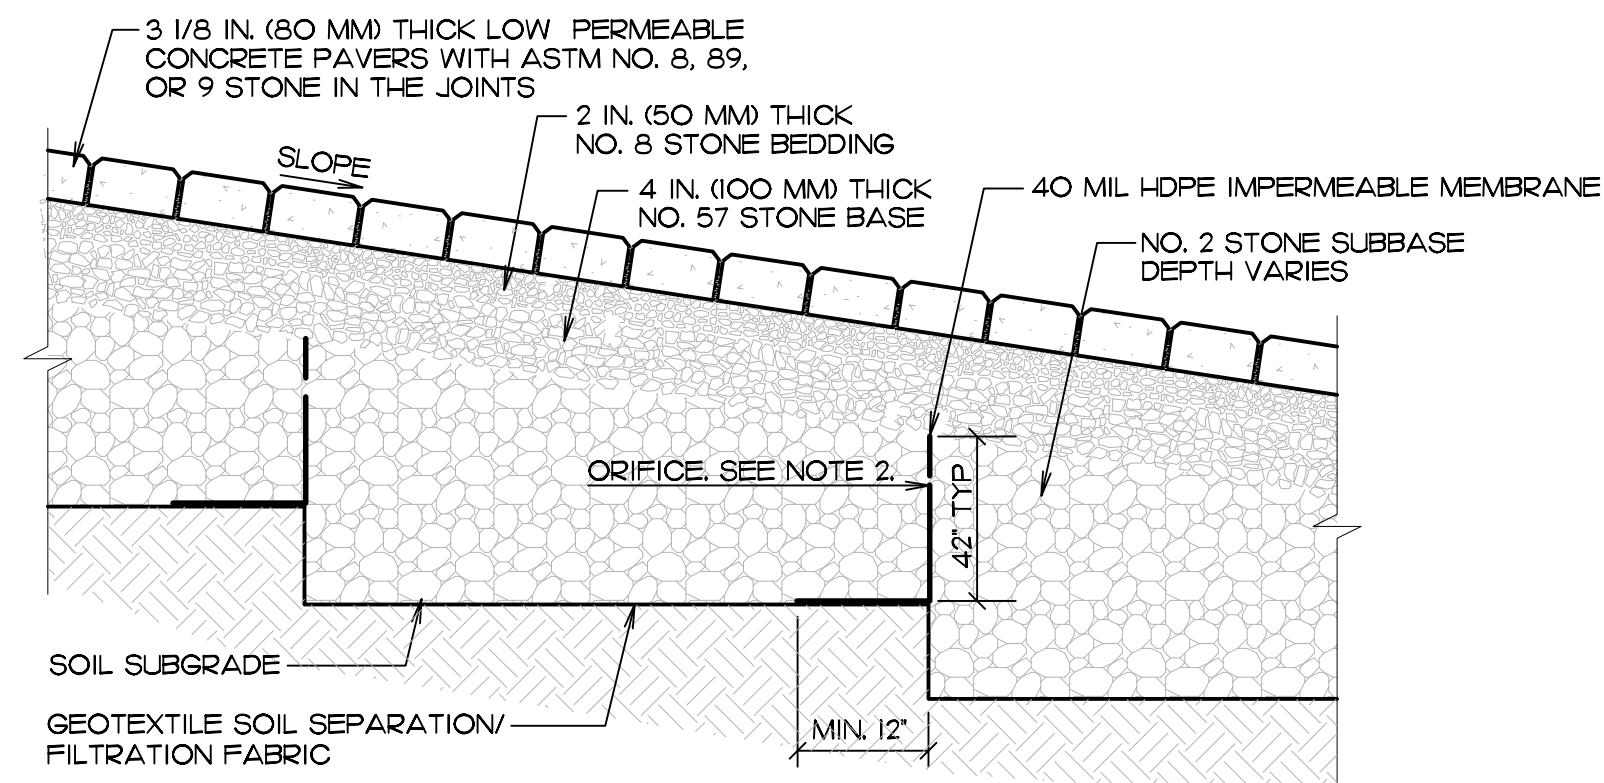 3 1/8 IN. (80 MM) THICK LOW PERMEABLE
CONCRETE PAVERS WITH ASTM NO. 8, 89,
OR 9 STONE IN THE JOINTS
2 IN. (50 MM) THICK
NO. 8 STONE BEDDING
SLOPE
4 IN. (100 MM) THICK
NO. 57 STONE BASE
40 MIL HDPE IMPERMEABLE MEMBRANE
NO. 2 STONE SUBBASE
DEPTH VARIES
ORIFICE. SEE NOTE 2.
42" TYP
SOIL SUBGRADE
GEOTEXTILE SOIL SEPARATION/
FILTRATION FABRIC
MIN. 12"